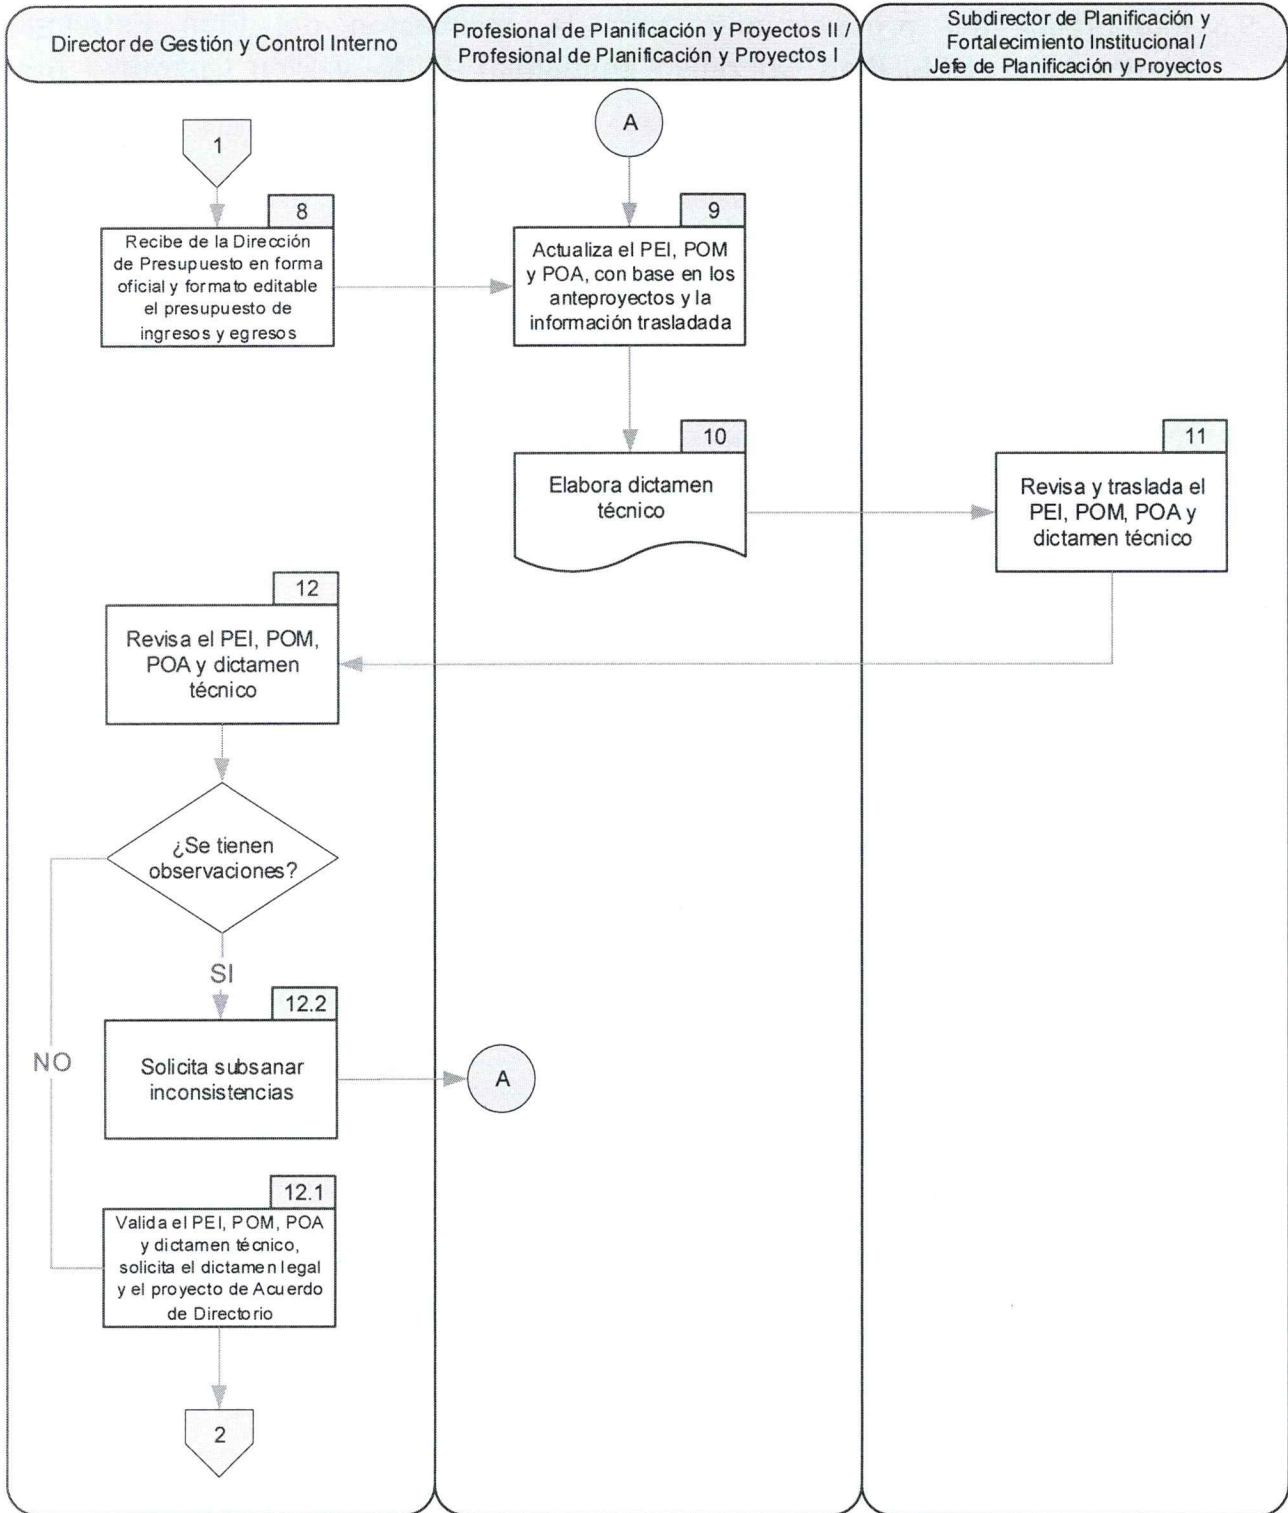 Director de Gestión y Control Interno
Profesional de Planificación y Proyectos II /
Profesional de Planificación y Proyectos I
Subdirector de Planificación y
Fortalecimiento Institucional /
Jefe de Planificación y Proyectos
1
A
8
Recibe de la Dirección
de Presupuesto en forma
oficial y formato editable
el presupuesto de
ingresos y egresos
9
Actualiza el PEI, POM
y POA, con base en los
anteproyectos y la
información trasladada
10
Elabora dictamen
técnico
11
Revisa y traslada el
PEI, POM, POA y
dictamen técnico
12
Revisa el PEI, POM,
POA y dictamen
técnico
¿Se tienen
observaciones?
SI
NO
12.2
Solicita subsanar
inconsistencias
A
12.1
Valida el PEI, POM, POA
y dictamen técnico,
solicita el dictamen legal
y el proyecto de Acuerdo
de Directorio
2